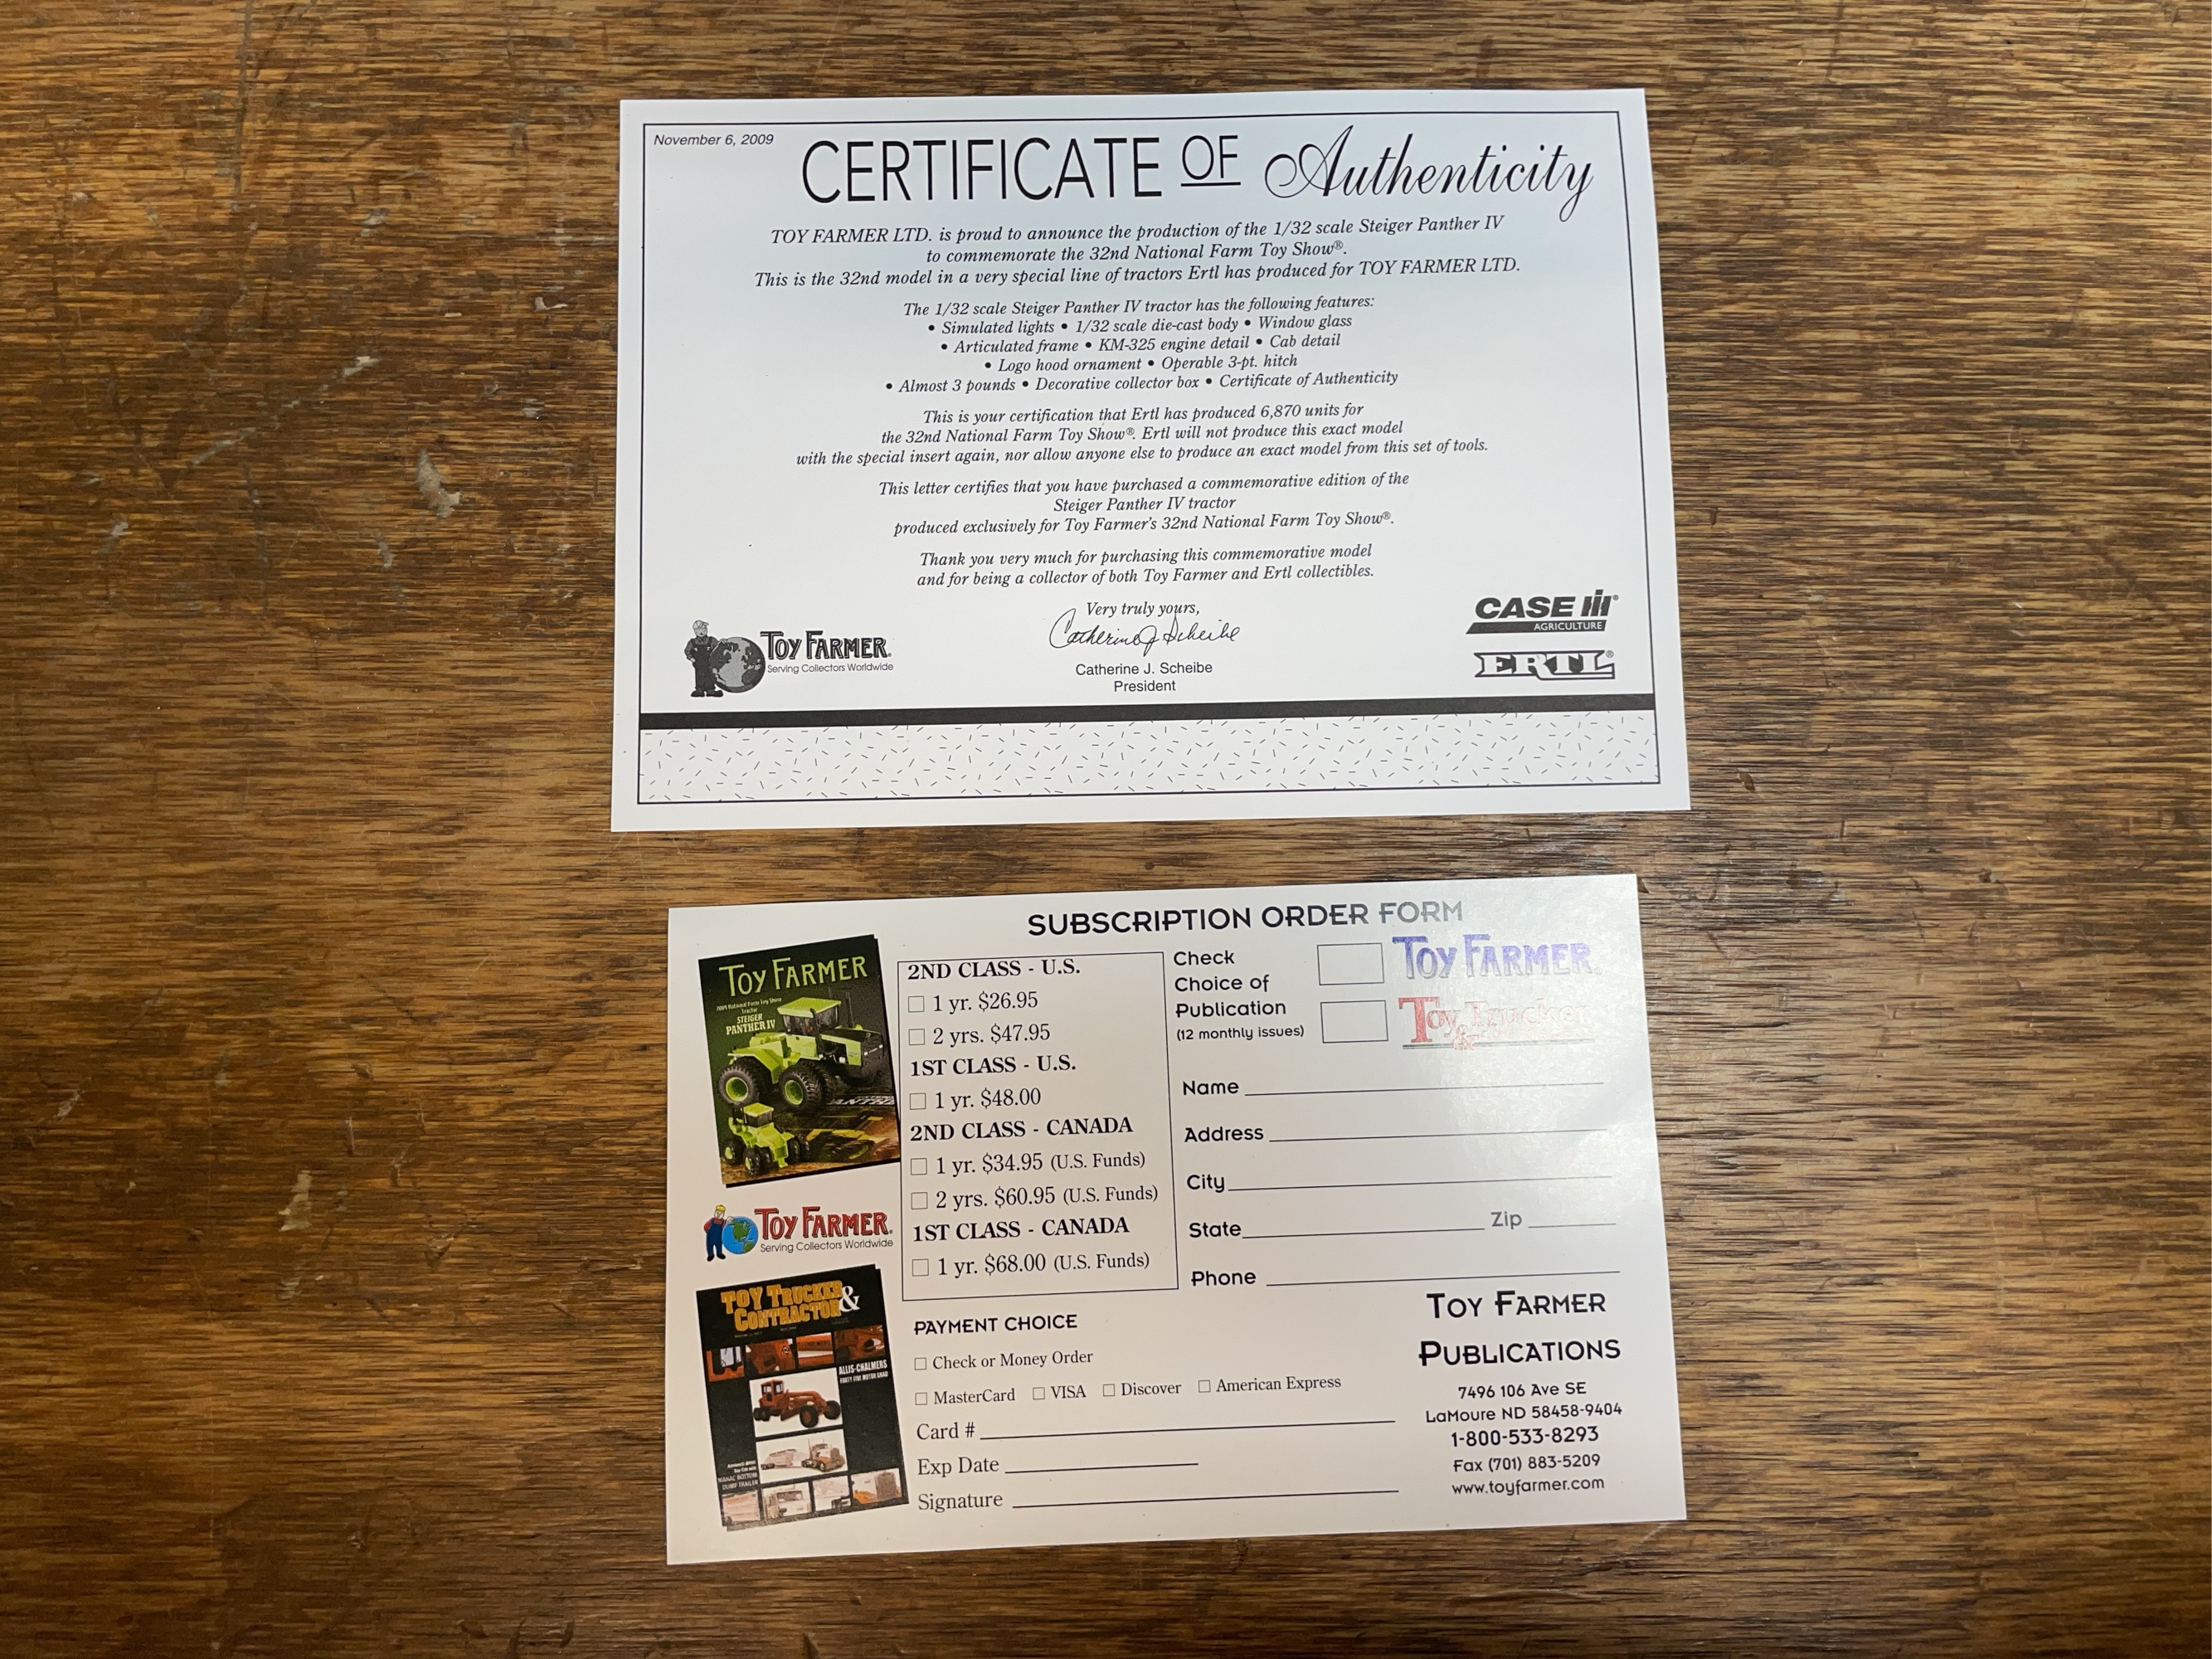 November 6, 2009
CERTIFICATE OF Authenticity
TOY FARMER LTD. is proud to announce the production of the 1/32 scale Steiger Panther IV
to commemorate the 32nd National Farm Toy Show®.
This is the 32nd model in a very special line of tractors Ertl has produced for TOY FARMER LTD.
The 1/32 scale Steiger Panther IV tractor has the following features:
• Simulated lights • 1/32 scale die-cast body • Window glass
• Articulated frame • KM-325 engine detail • Cab detail
• Logo hood ornament • Operable 3-pt. hitch
• Almost 3 pounds • Decorative collector box • Certificate of Authenticity
This is your certification that Ertl has produced 6,870 units for
the 32nd National Farm Toy Show®. Ertl will not produce this exact model
with the special insert again, nor allow anyone else to produce an exact model from this set of tools.
This letter certifies that you have purchased a commemorative edition of the
Steiger Panther IV tractor
produced exclusively for Toy Farmer's 32nd National Farm Toy Show®.
Thank you very much for purchasing this commemorative model
and for being a collector of both Toy Farmer and Ertl collectibles.
Very truly yours,
Catherine J Scheibe
Catherine J. Scheibe
President
TOY FARMER®
Serving Collectors Worldwide
CASE IH®
AGRICULTURE
ERTL®
SUBSCRIPTION ORDER FORM
TOY FARMER
2009 National Farm Toy Show
Tractor
STEIGER
PANTHER IV
TOY FARMER®
Serving Collectors Worldwide
TOY TRUCKER &
CONTRACTOR
ALLIS-CHALMERS
2ND CLASS - U.S.
1 yr. $26.95
2 yrs. $47.95
1ST CLASS - U.S.
1 yr. $48.00
2ND CLASS - CANADA
1 yr. $34.95 (U.S. Funds)
2 yrs. $60.95 (U.S. Funds)
1ST CLASS - CANADA
1 yr. $68.00 (U.S. Funds)
Check
Choice of
Publication
(12 monthly issues)
TOY FARMER®
Toy Trucker
&
Name
Address
City
State Zip
Phone
PAYMENT CHOICE
Check or Money Order
MasterCard VISA Discover American Express
Card #
Exp Date
Signature
TOY FARMER
PUBLICATIONS
7496 106 Ave SE
LaMoure ND 58458-9404
1-800-533-8293
Fax (701) 883-5209
www.toyfarmer.com